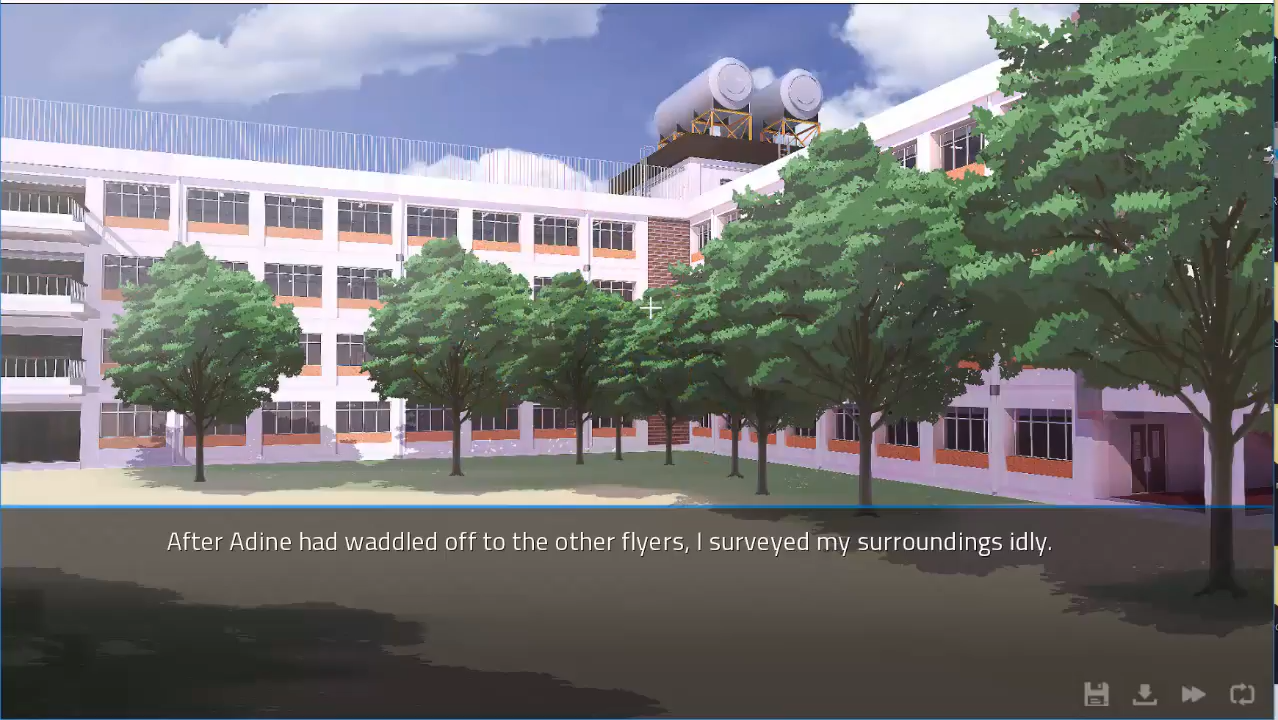 After Adine had waddled off to the other flyers, I surveyed my surroundings idly.